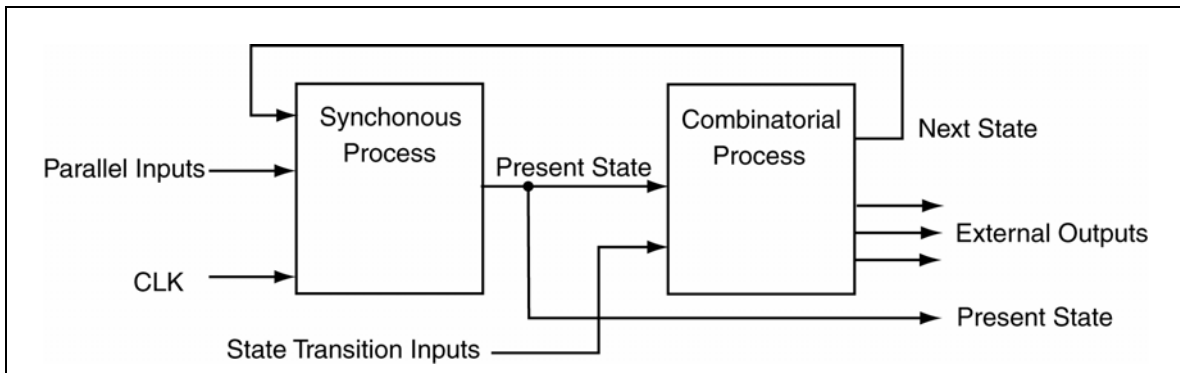 Synchonous
Process
Combinatorial
Process
Next State
Parallel Inputs
Present State
External Outputs
CLK
Present State
State Transition Inputs